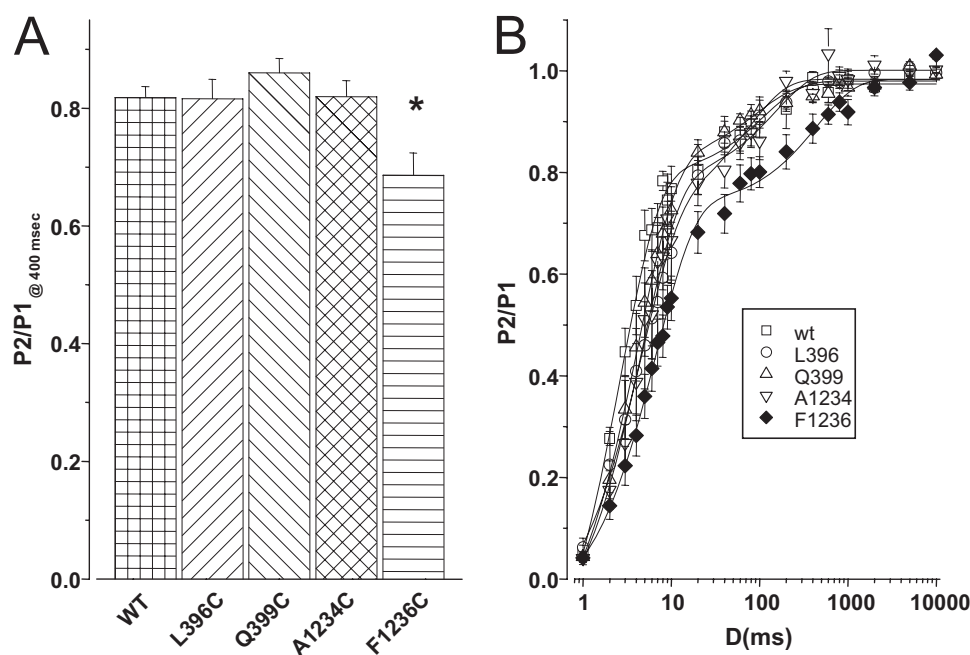 A
P2/P1 @ 400 msec
0.8
0.6
0.4
0.2
0.0
*
WT
L396C
Q399C
A1234C
F1236C
B
P2/P1
1.0
0.8
0.6
0.4
0.2
0.0
wt
L396
Q399
A1234
F1236
1 10 100 1000 10000
D(ms)